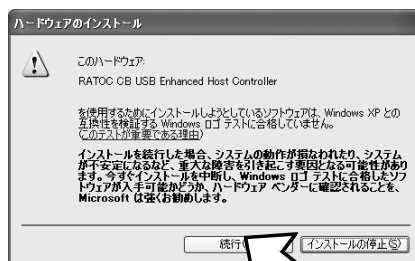 ハードウェアのインストール
このハードウェア:
RATOC CB USB Enhanced Host Controller
を使用するためにインストールしようとしているソフトウェアは、Windows XP との
互換性を検証する Windows ロゴ テストに合格していません。
(このテストが重要である理由)
インストールを続行した場合、システムの動作が損なわれたり、システム
が不安定になるなど、重大な障害を引き起こす要因となる可能性があり
ます。今すぐインストールを中断し、Windows ロゴ テストに合格したソフ
トウェアが入手可能かどうか、ハードウェア ベンダーに確認されることを、
Microsoft は強くお勧めします。
続行
インストールの停止(S)